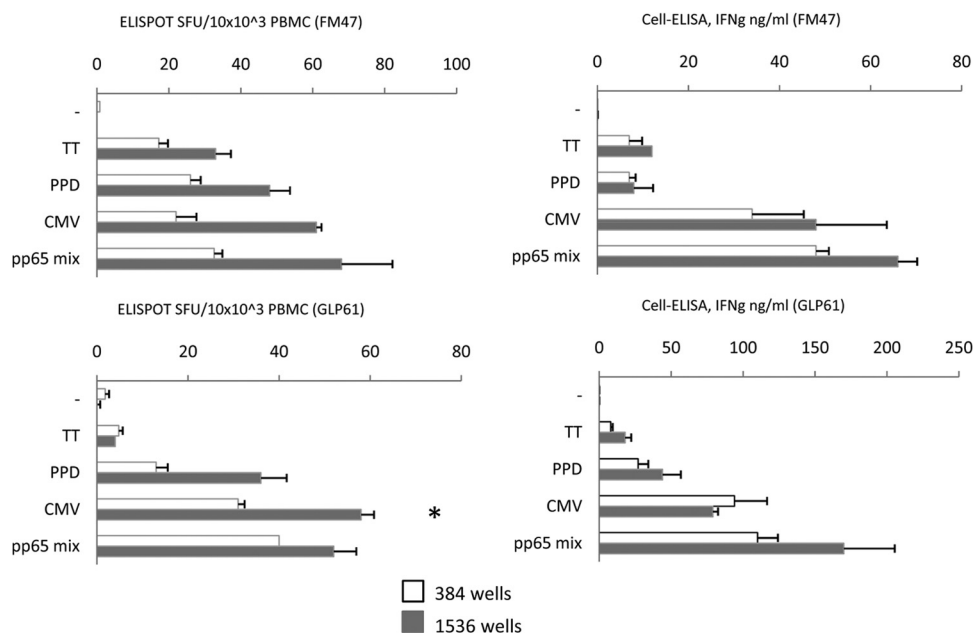 ELISPOT SFU/10x10^3 PBMC (FM47)
0 20 40 60 80 100
-
TT
PPD
CMV
pp65 mix
Cell-ELISA, IFNg ng/ml (FM47)
0 20 40 60 80
-
TT
PPD
CMV
pp65 mix
ELISPOT SFU/10x10^3 PBMC (GLP61)
0 20 40 60 80
-
TT
PPD
CMV
*
pp65 mix
Cell-ELISA, IFNg ng/ml (GLP61)
0 50 100 150 200 250
-
TT
PPD
CMV
pp65 mix
384 wells
1536 wells